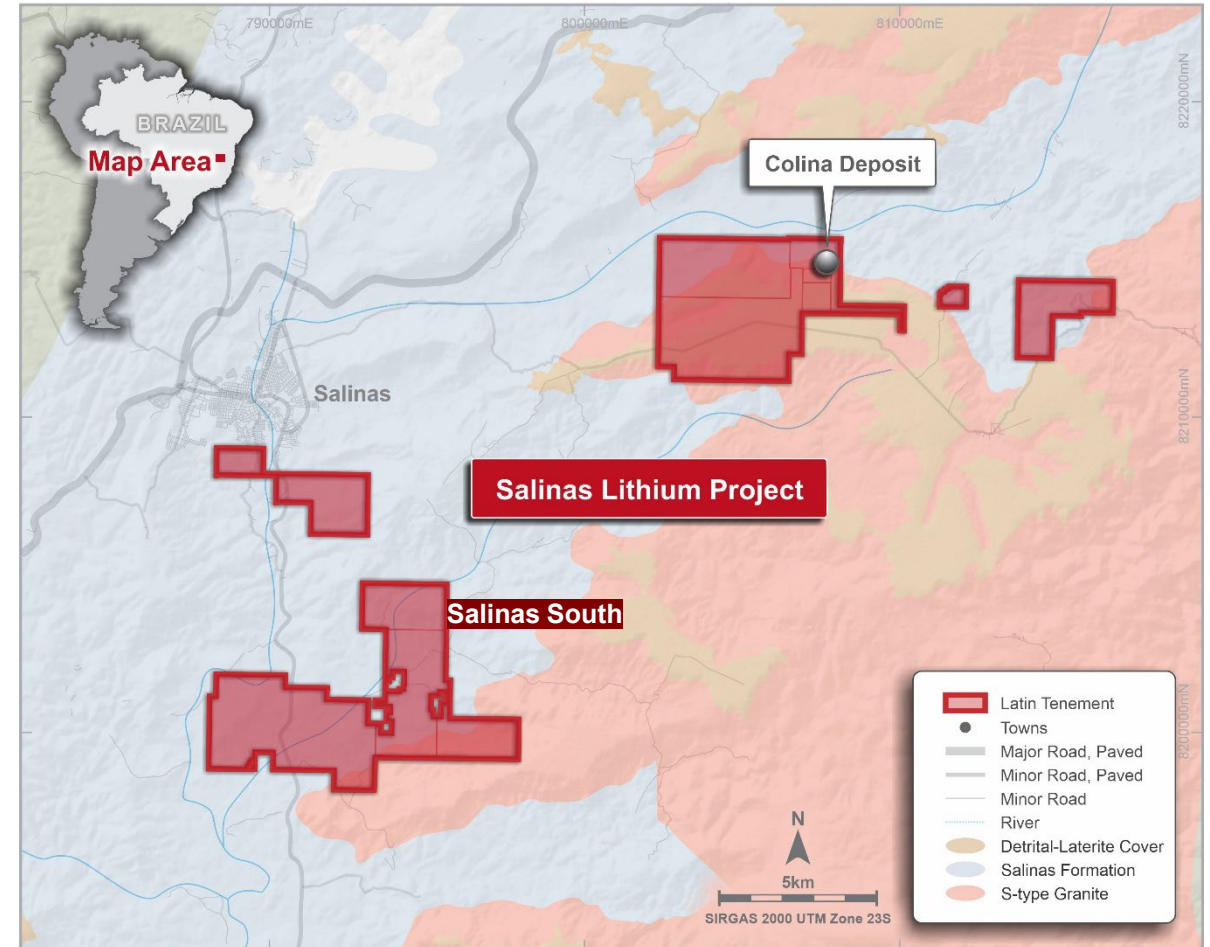 790000mE
800000mE
810000mE
8220000mN
BRAZIL
Map Area
Colina Deposit
Salinas
8210000mN
Salinas Lithium Project
Salinas South
8200000mN
Latin Tenement
Towns
Major Road, Paved
Minor Road, Paved
Minor Road
River
Detrital-Laterite Cover
Salinas Formation
S-type Granite
N
5km
SIRGAS 2000 UTM Zone 23S